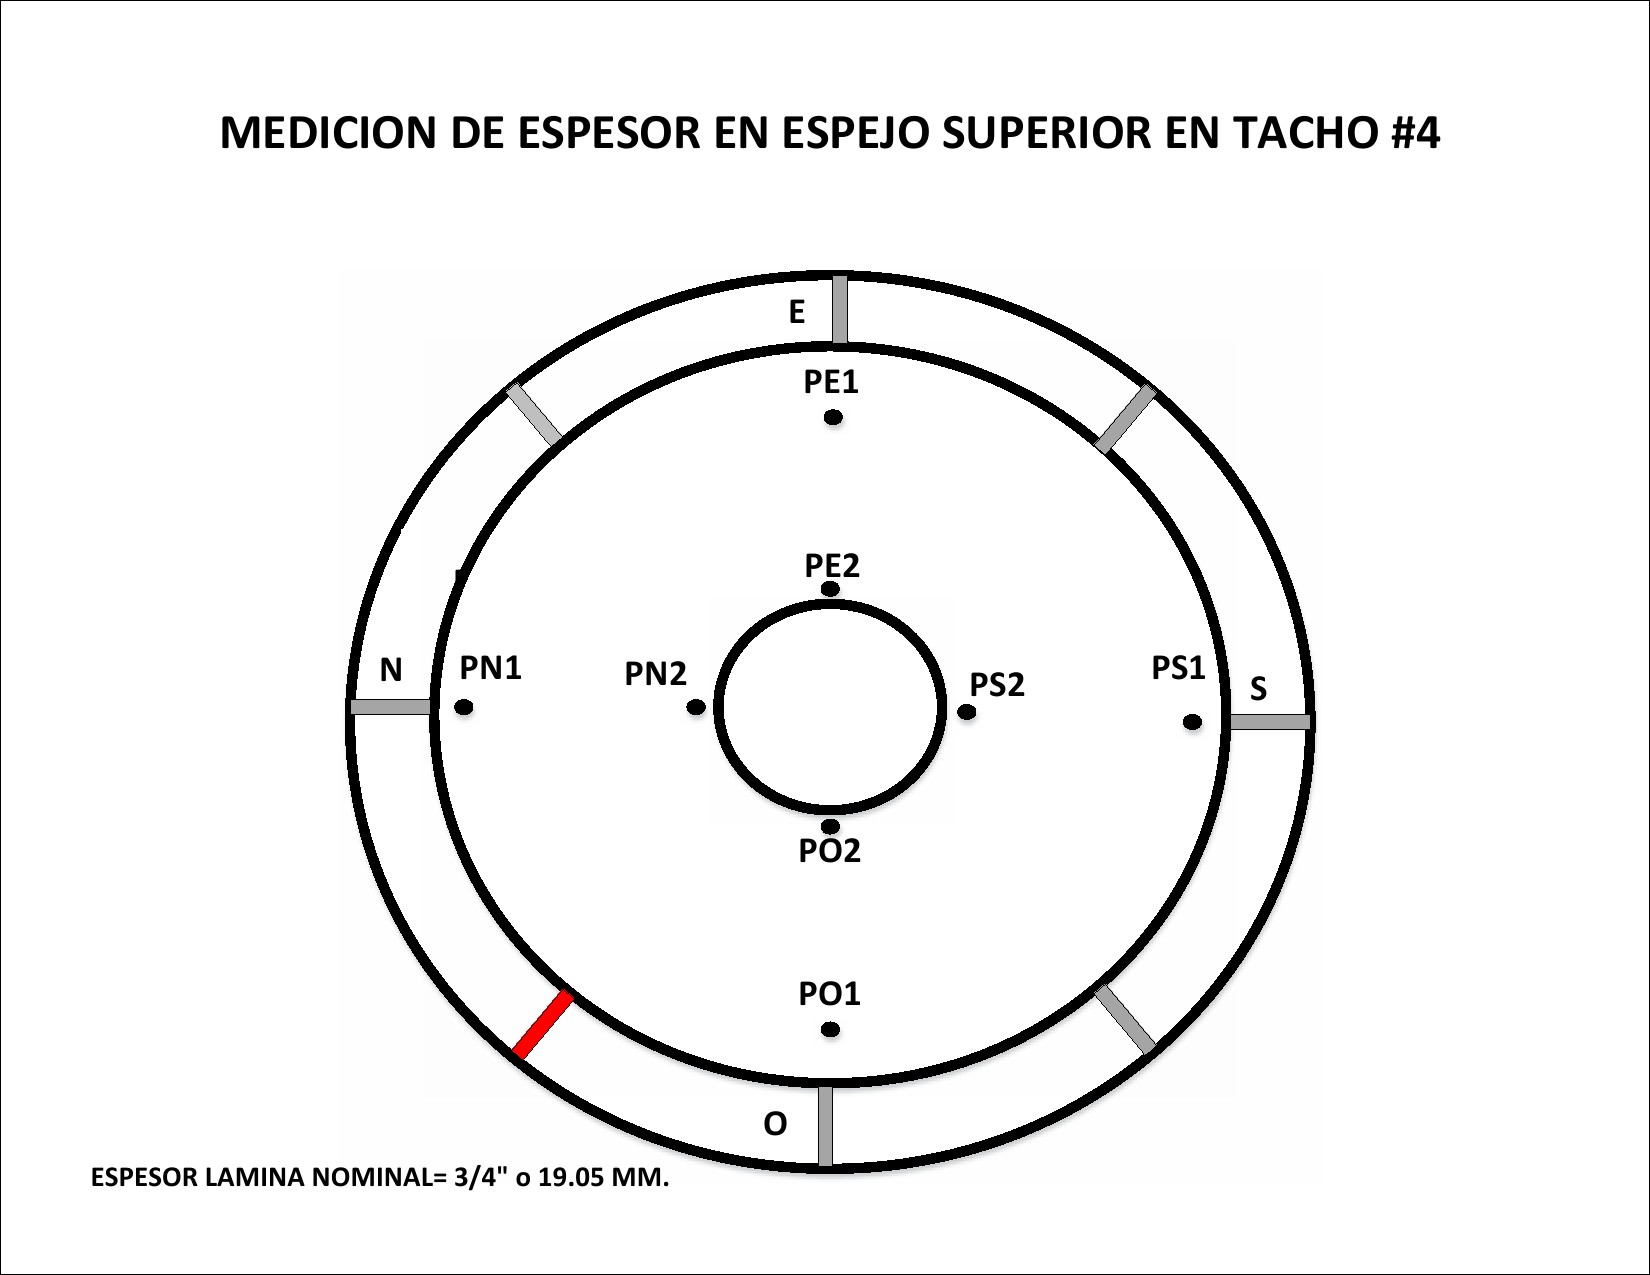 MEDICION DE ESPESOR EN ESPEJO SUPERIOR EN TACHO #4
E
PE1
PE2
N
PN1
PN2
PS2
PS1
S
PO2
PO1
O
ESPESOR LAMINA NOMINAL= 3/4" o 19.05 MM.